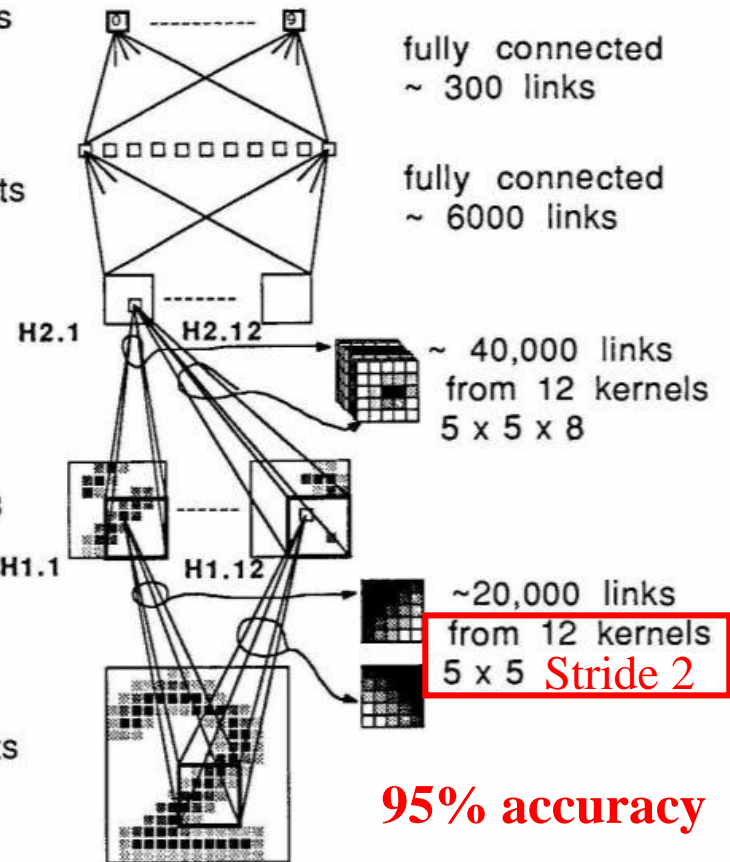 s
0
9
fully connected
~ 300 links
ts
fully connected
~ 6000 links
H2.1
H2.12
~ 40,000 links
from 12 kernels
5 x 5 x 8
H1.1
H1.12
~20,000 links
from 12 kernels
5 x 5 Stride 2
ts
95% accuracy